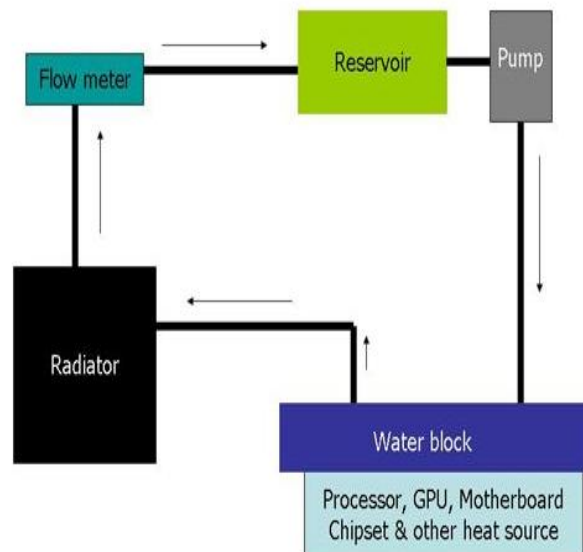 Flow meter
Reservoir
Pump
Radiator
Water block
Processor, GPU, Motherboard
Chipset & other heat source